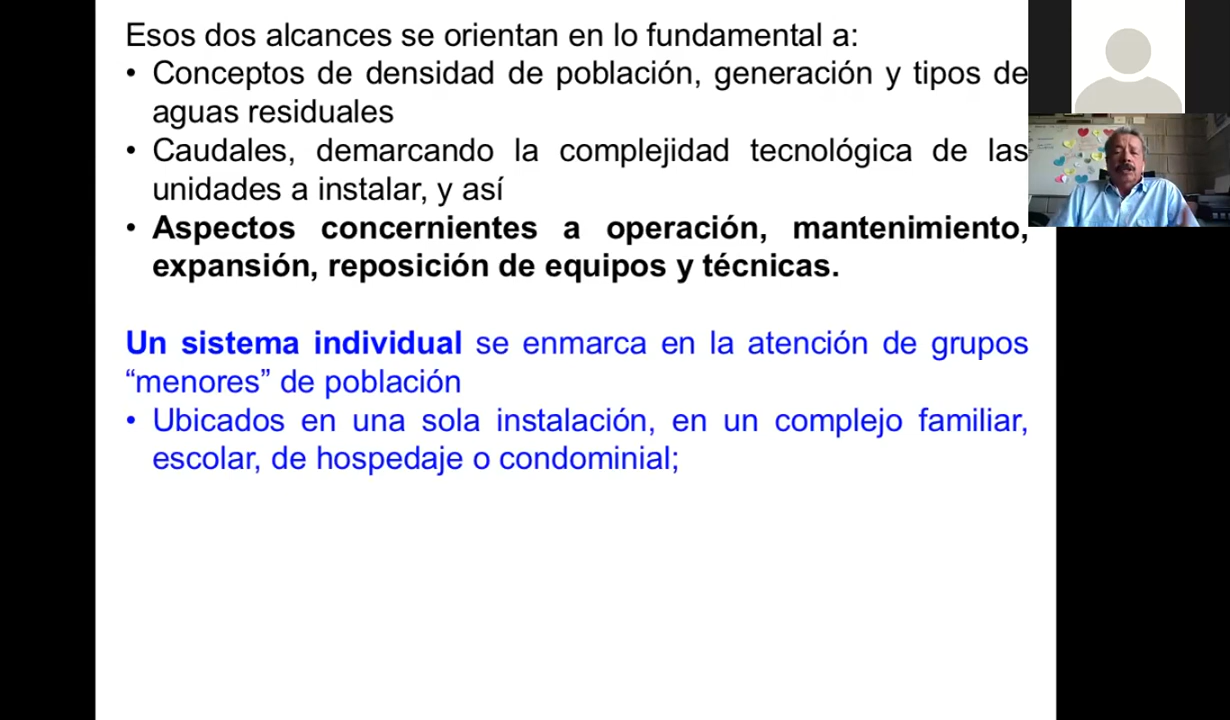 Esos dos alcances se orientan en lo fundamental a:
• Conceptos de densidad de población, generación y tipos de
aguas residuales
• Caudales, demarcando la complejidad tecnológica de las
unidades a instalar, y así
• Aspectos concernientes a operación, mantenimiento,
expansión, reposición de equipos y técnicas.
Un sistema individual se enmarca en la atención de grupos
“menores” de población
• Ubicados en una sola instalación, en un complejo familiar,
escolar, de hospedaje o condominial;